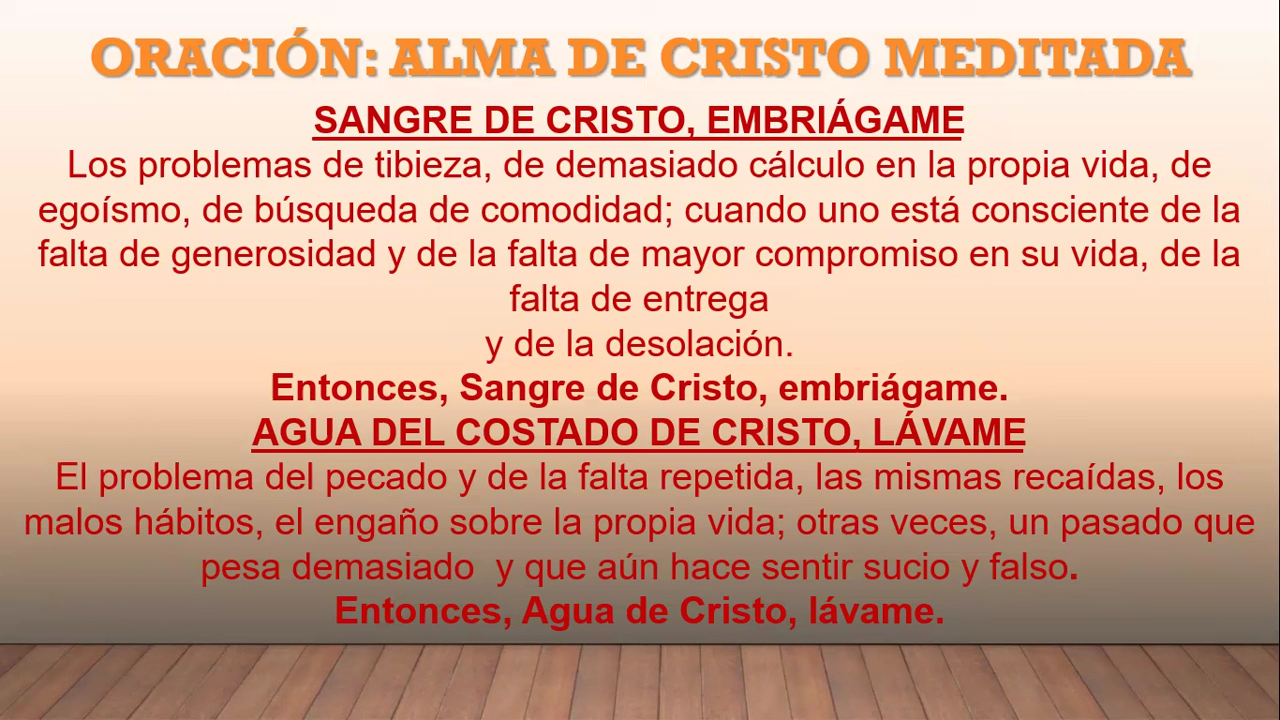 ORACIÓN: ALMA DE CRISTO MEDITADA
SANGRE DE CRISTO, EMBRIÁGAME
Los problemas de tibieza, de demasiado cálculo en la propia vida, de
egoísmo, de búsqueda de comodidad; cuando uno está consciente de la
falta de generosidad y de la falta de mayor compromiso en su vida, de la
falta de entrega
y de la desolación.
Entonces, Sangre de Cristo, embriágame.
AGUA DEL COSTADO DE CRISTO, LÁVAME
El problema del pecado y de la falta repetida, las mismas recaídas, los
malos hábitos, el engaño sobre la propia vida; otras veces, un pasado que
pesa demasiado  y que aún hace sentir sucio y falso.
Entonces, Agua de Cristo, lávame.